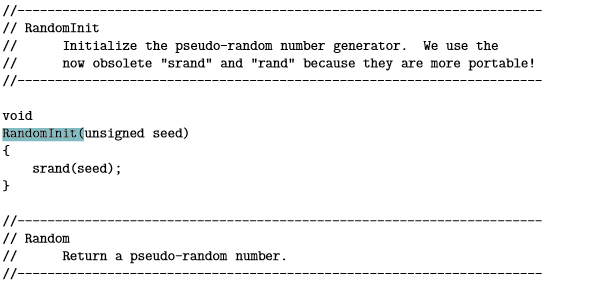 //----------------------------------------------------------------------
// RandomInit
//      Initialize the pseudo-random number generator.  We use the
//      now obsolete "srand" and "rand" because they are more portable!
//----------------------------------------------------------------------
void
RandomInit(unsigned seed)
{
    srand(seed);
}
//----------------------------------------------------------------------
// Random
//      Return a pseudo-random number.
//----------------------------------------------------------------------